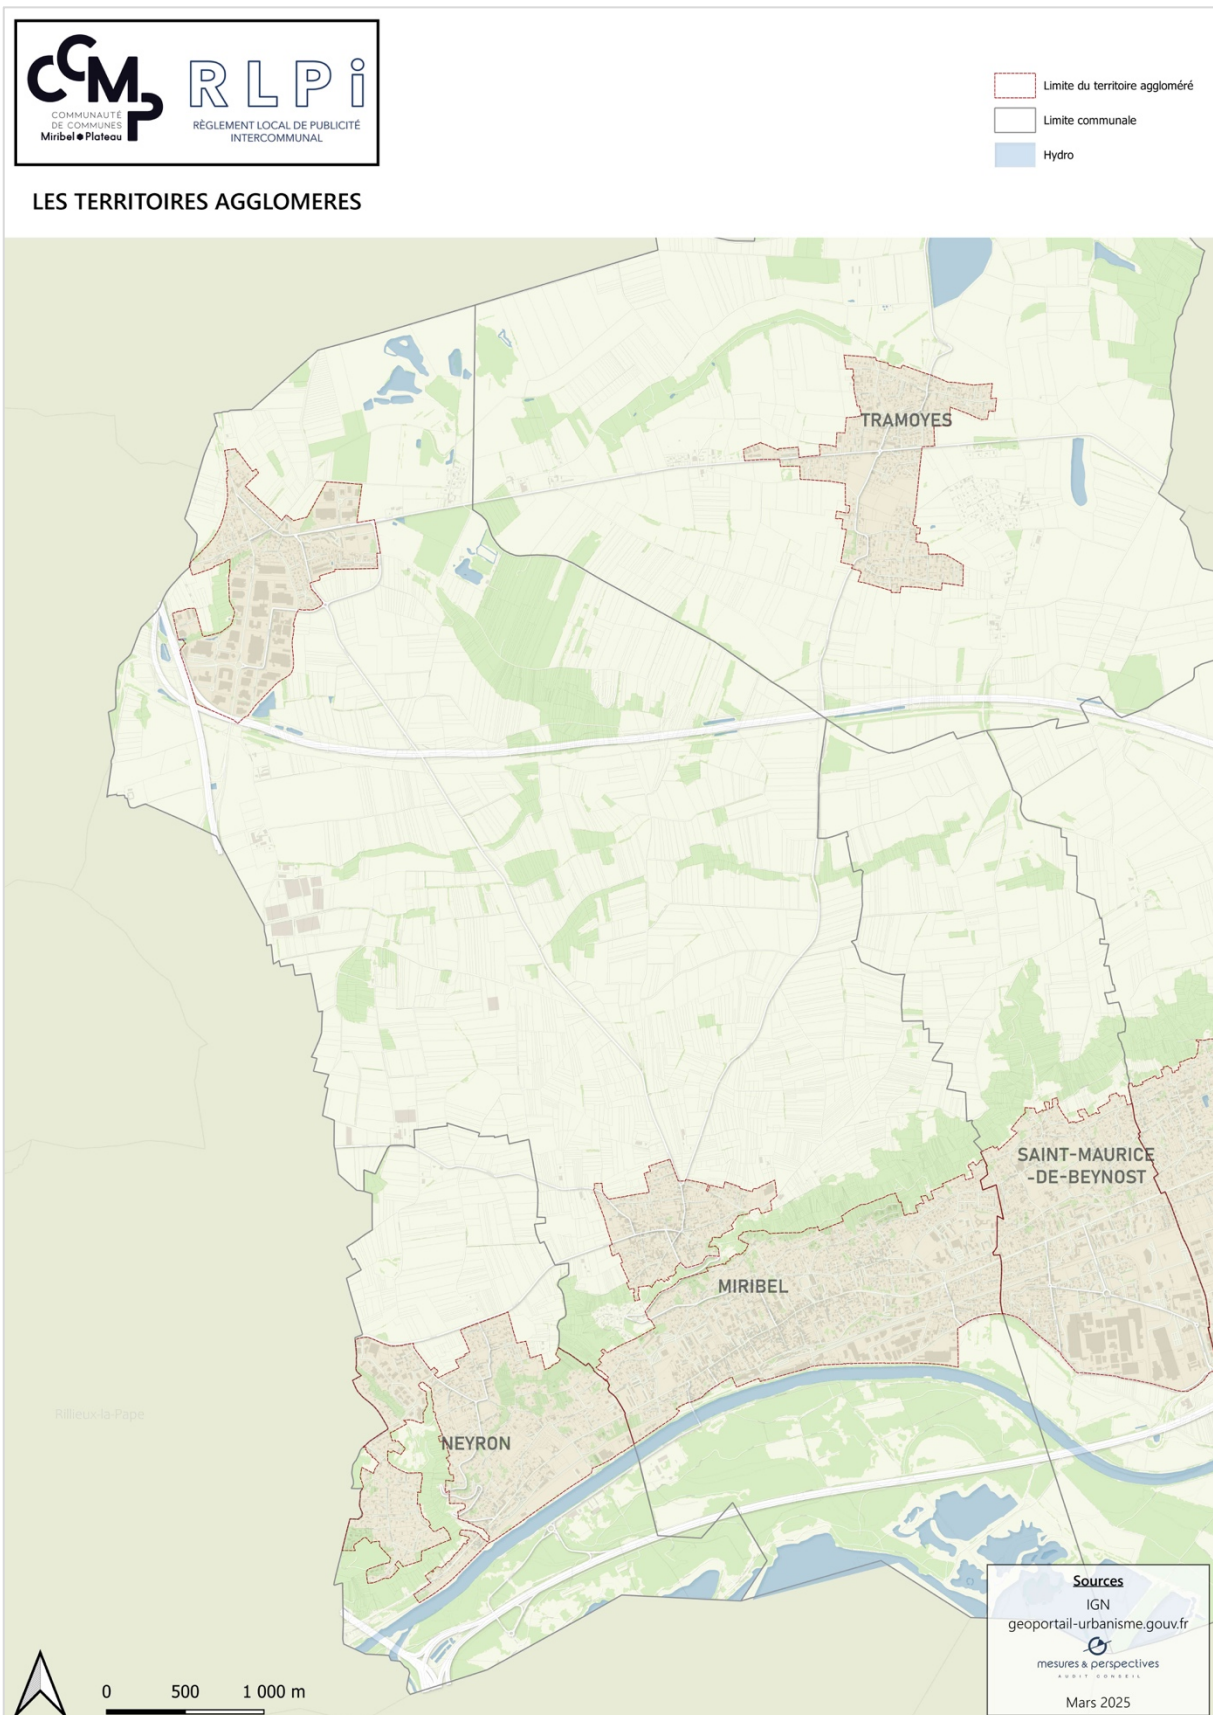 CCMP
COMMUNAUTÉ
DE COMMUNES
Miribel Plateau
RLPi
RÈGLEMENT LOCAL DE PUBLICITÉ
INTERCOMMUNAL
Limite du territoire aggloméré
Limite communale
Hydro
LES TERRITOIRES AGGLOMERES
TRAMOYES
SAINT-MAURICE
-DE-BEYNOST
MIRIBEL
Rillieux-la-Pape
NEYRON
Sources
IGN
geoportail-urbanisme.gouv.fr
mesures & perspectives
AUDIT CONSEIL
Mars 2025
0 500 1 000 m